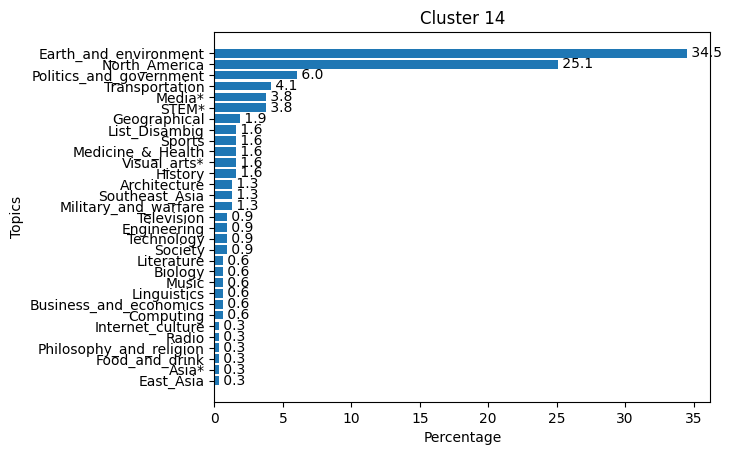 Cluster 14
Earth_and_environment 34.5
North_America 25.1
Politics_and_government 6.0
Transportation 4.1
Media* 3.8
STEM* 3.8
Geographical 1.9
List_Disambig 1.6
Sports 1.6
Medicine_&_Health 1.6
Visual_arts* 1.6
History 1.6
Architecture 1.3
Southeast_Asia 1.3
Military_and_warfare 1.3
Television 0.9
Engineering 0.9
Technology 0.9
Society 0.9
Literature 0.6
Biology 0.6
Music 0.6
Linguistics 0.6
Business_and_economics 0.6
Computing 0.6
Internet_culture 0.3
Radio 0.3
Philosophy_and_religion 0.3
Food_and_drink 0.3
Asia* 0.3
East_Asia 0.3
Topics
0 5 10 15 20 25 30 35
Percentage